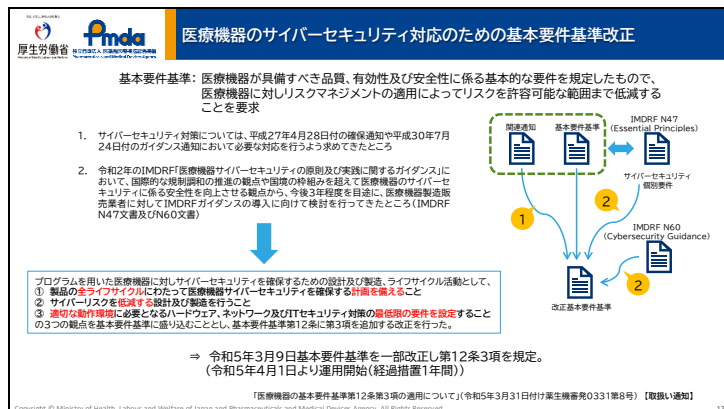 厚生労働省
Pmda
医療機器のサイバーセキュリティ対応のための基本要件基準改正
基本要件基準： 医療機器が具備すべき品質、有効性及び安全性に係る基本的な要件を規定したもので、
医療機器に対しリスクマネジメントの適用によってリスクを許容可能な範囲まで低減する
ことを要求
1. サイバーセキュリティ対策については、平成27年4月28日付の確保通知や平成30年7月
24日付のガイダンス通知において必要な対応を行うよう求めてきたところ
2. 令和2年のIMDRF「医療機器サイバーセキュリティの原則及び実践に関するガイダンス」に
おいて、国際的な規制調和の推進の観点や国境の枠組みを超えて医療機器のサイバーセ
キュリティに係る安全性を向上させる観点から、今後3年程度を目途に、医療機器製造販
売業者に対してIMDRFガイダンスの導入に向けて検討を行ってきたところ（IMDRF
N47文書及びN60文書）
関連通知
基本要件基準
IMDRF N47
(Essential Principles)
サイバーセキュリティ
個別要件
1
2
IMDRF N60
(Cybersecurity Guidance)
2
改正基本要件基準
プログラムを用いた医療機器に対しサイバーセキュリティを確保するための設計及び製造、ライフサイクル活動として、
① 製品の全ライフサイクルにわたって医療機器サイバーセキュリティを確保する計画を備えること
② サイバーリスクを低減する設計及び製造を行うこと
③ 適切な動作環境に必要となるハードウェア、ネットワーク及びITセキュリティ対策の最低限の要件を設定すること
の3つの観点を基本要件基準に盛り込むこととし、基本要件基準第12条に第3項を追加する改正を行った。
⇒ 令和5年3月9日基本要件基準を一部改正し第12条3項を規定。
（令和5年4月1日より運用開始（経過措置1年間））
「医療機器の基本要件基準第12条第3項の適用について」（令和5年3月31日付け薬生機審発0331第8号） 【取扱い通知】
Copyright © Ministry of Health, Labour and Welfare of Japan and Pharmaceuticals and Medical Devices Agency, All Rights Reserved.